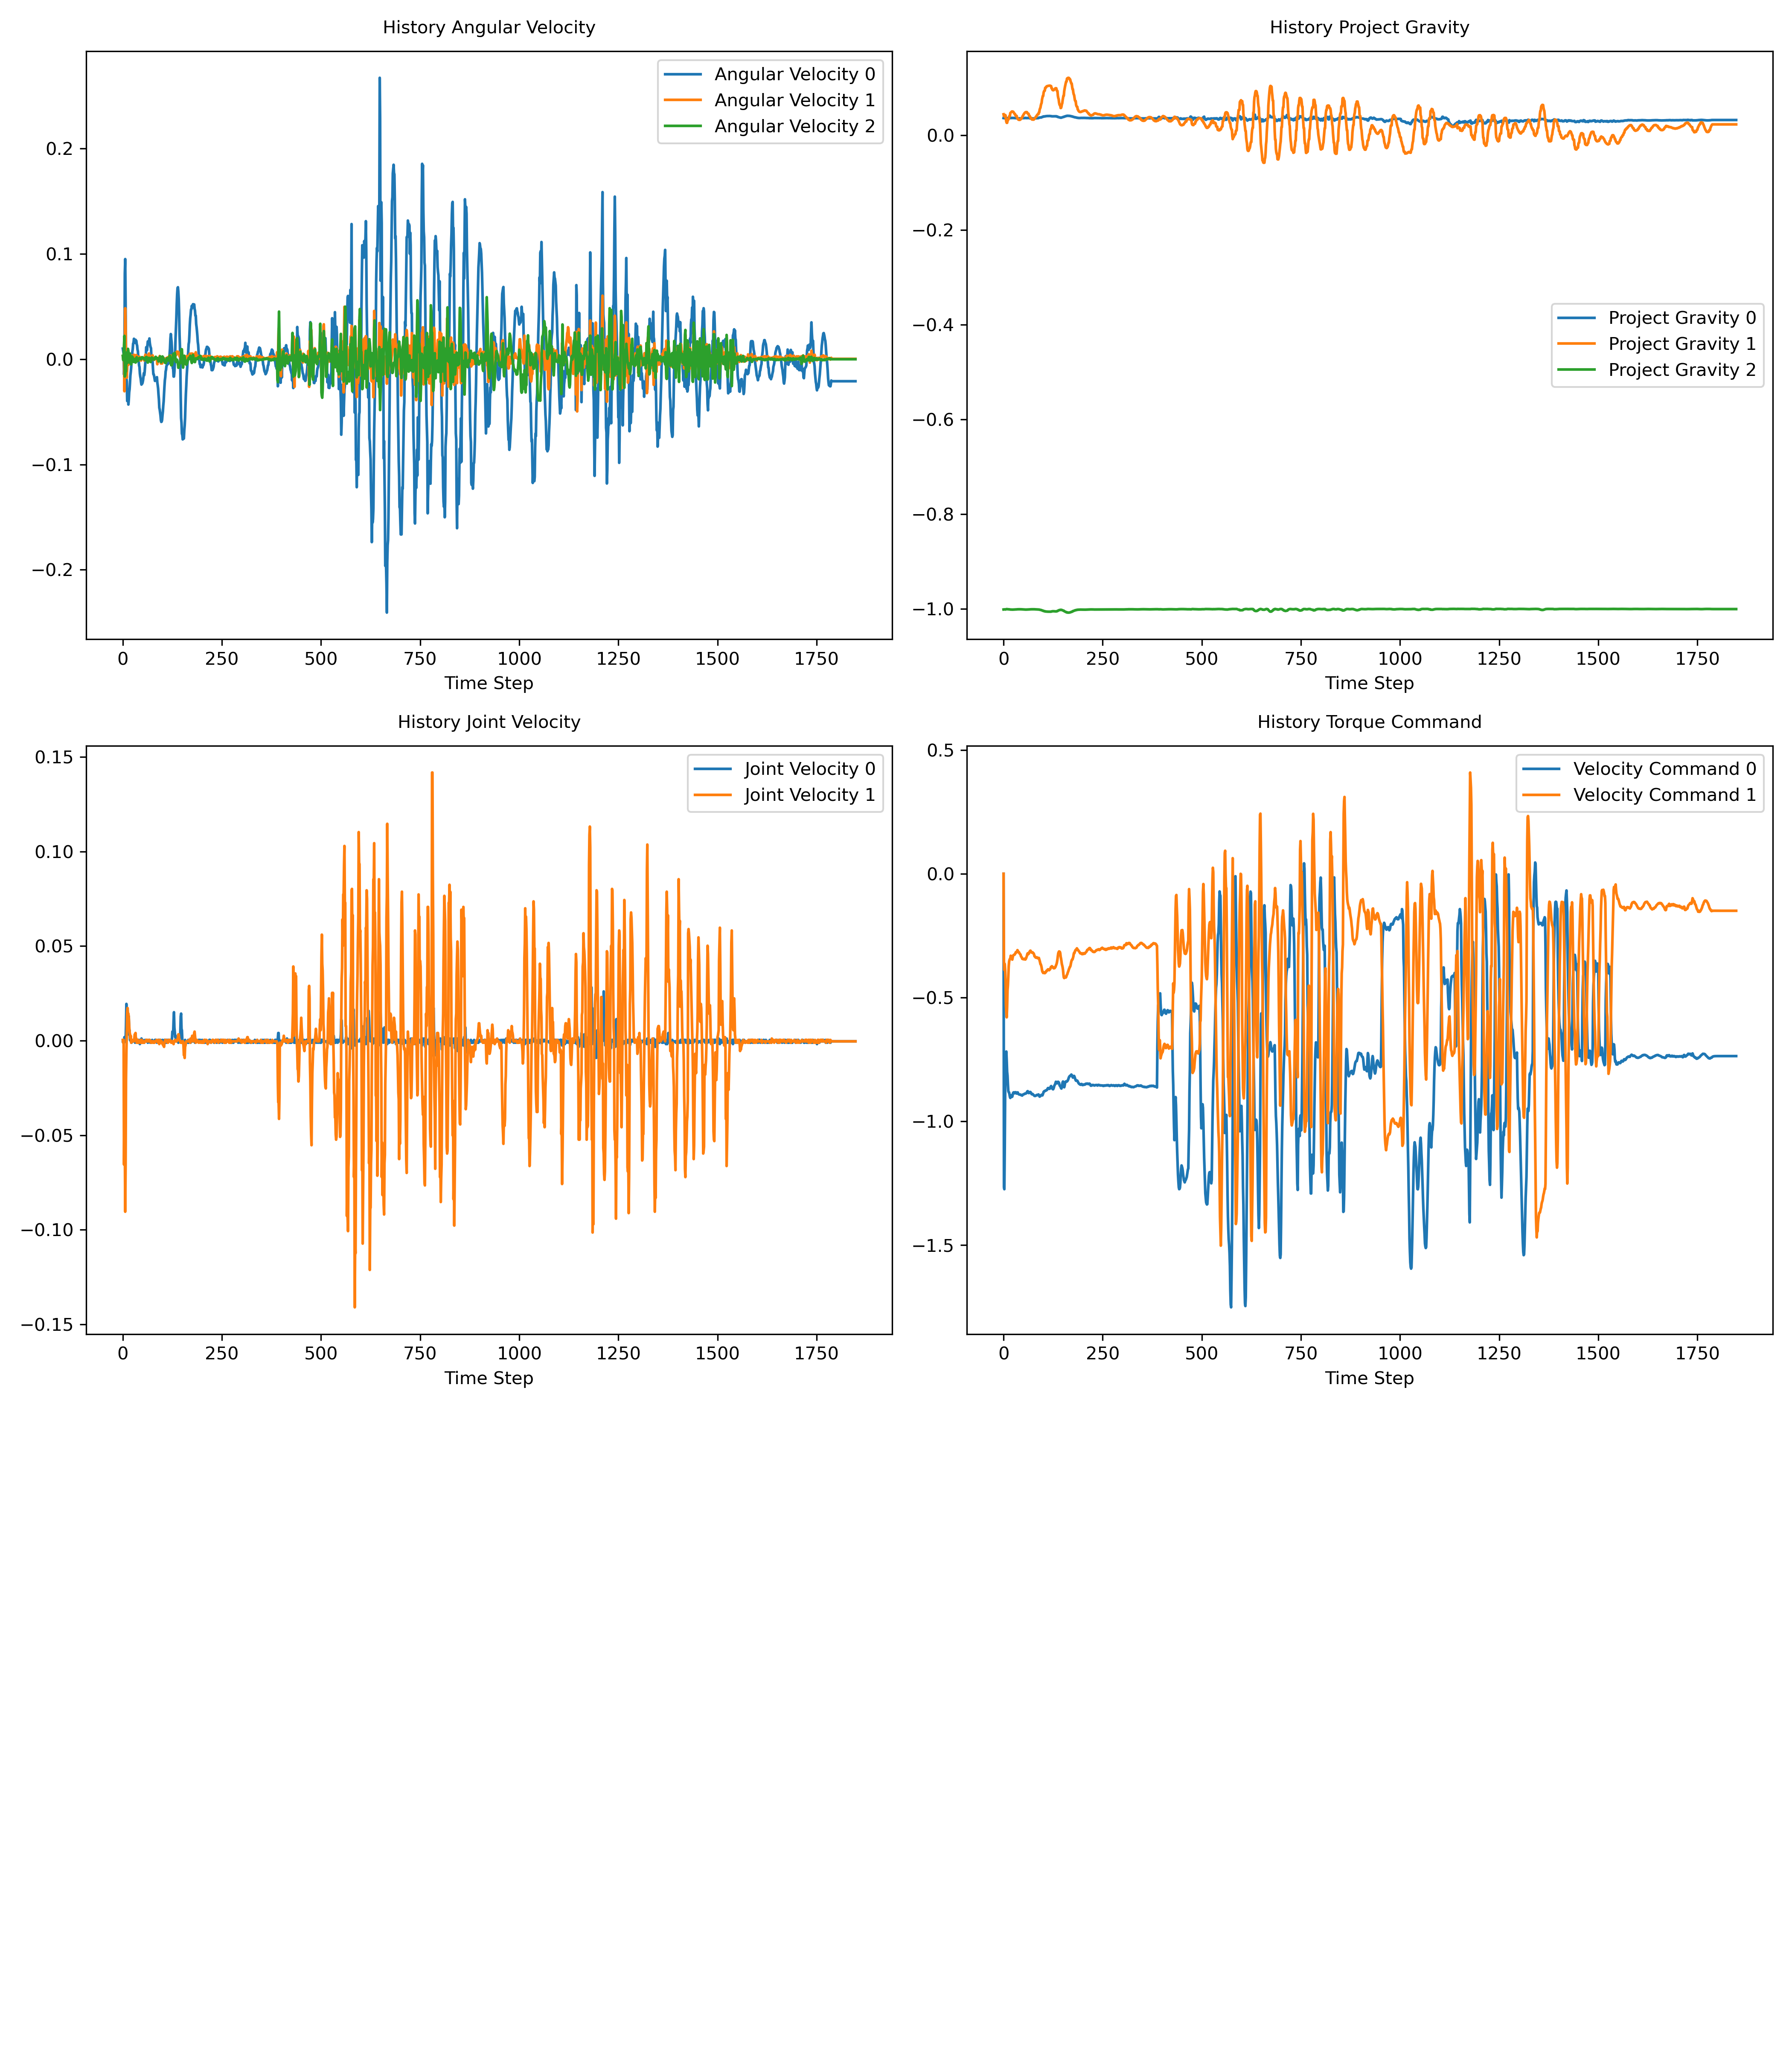 History Angular Velocity
Angular Velocity 0
Angular Velocity 1
Angular Velocity 2
0.2
0.1
0.0
−0.1
−0.2
0 250 500 750 1000 1250 1500 1750
Time Step
History Project Gravity
Project Gravity 0
Project Gravity 1
Project Gravity 2
0.0
−0.2
−0.4
−0.6
−0.8
−1.0
0 250 500 750 1000 1250 1500 1750
Time Step
History Joint Velocity
Joint Velocity 0
Joint Velocity 1
0.15
0.10
0.05
0.00
−0.05
−0.10
−0.15
0 250 500 750 1000 1250 1500 1750
Time Step
History Torque Command
Velocity Command 0
Velocity Command 1
0.5
0.0
−0.5
−1.0
−1.5
0 250 500 750 1000 1250 1500 1750
Time Step